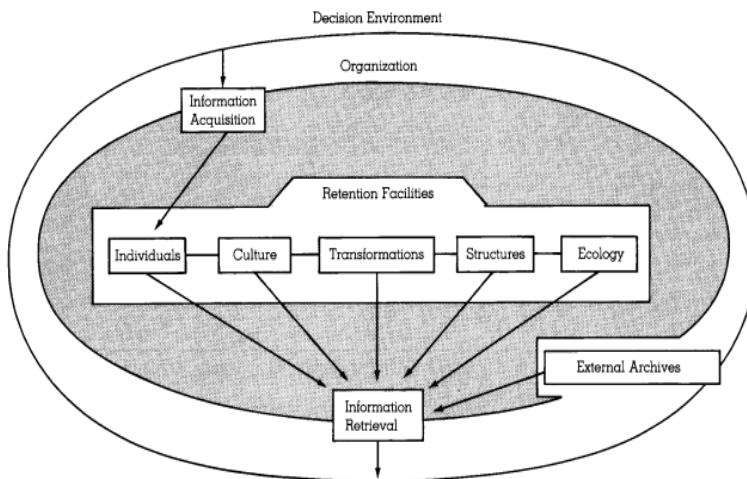 Decision Environment
Organization
Information
Acquisition
Retention Facilities
Individuals
Culture
Transformations
Structures
Ecology
External Archives
Information
Retrieval